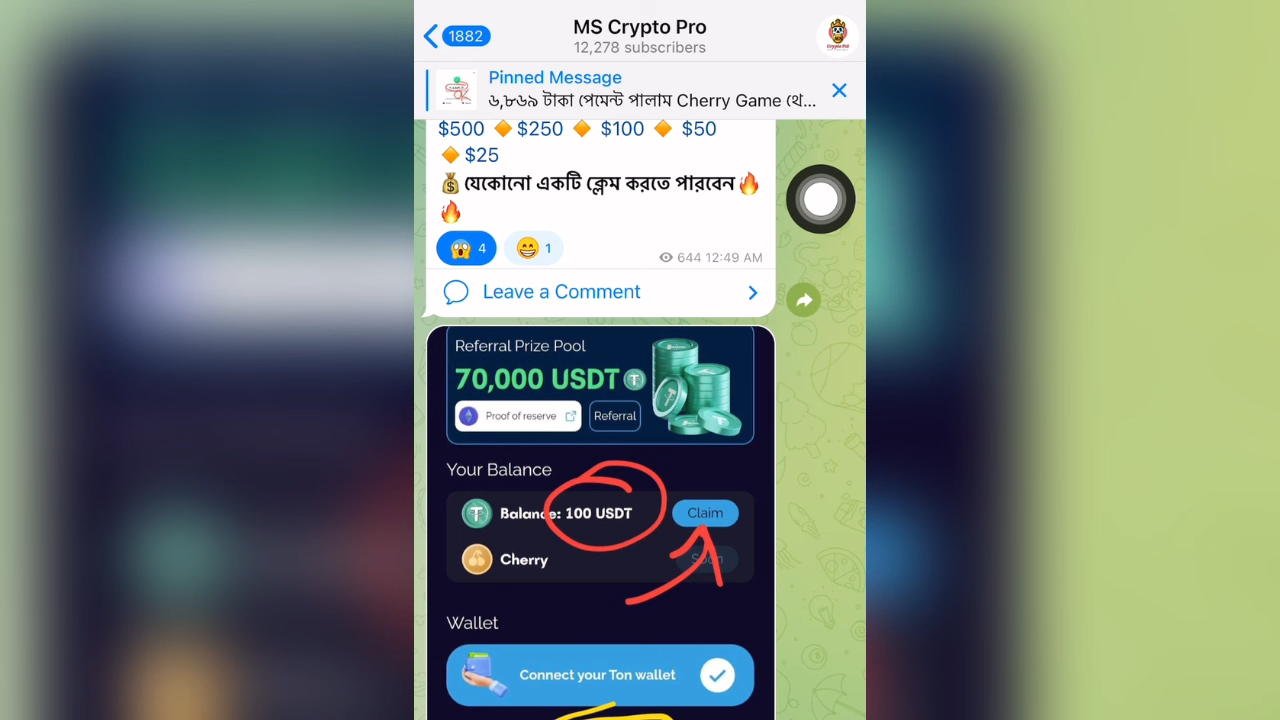 1882
MS Crypto Pro
12,278 subscribers
Pinned Message
৬,৮৬৯ টাকা পেমেন্ট পালাম Cherry Game থে...
$500 🔶 $250 🔶 $100 🔶 $50
🔶 $25
💰 যেকোনো একটি ক্লেম করতে পারবেন 🔥
🔥
😱 4 😁 1
644 12:49 AM
Leave a Comment
Referral Prize Pool
70,000 USDT
Proof of reserve
Referral
Your Balance
Balance: 100 USDT
Claim
Cherry
Soon
Wallet
Connect your Ton wallet